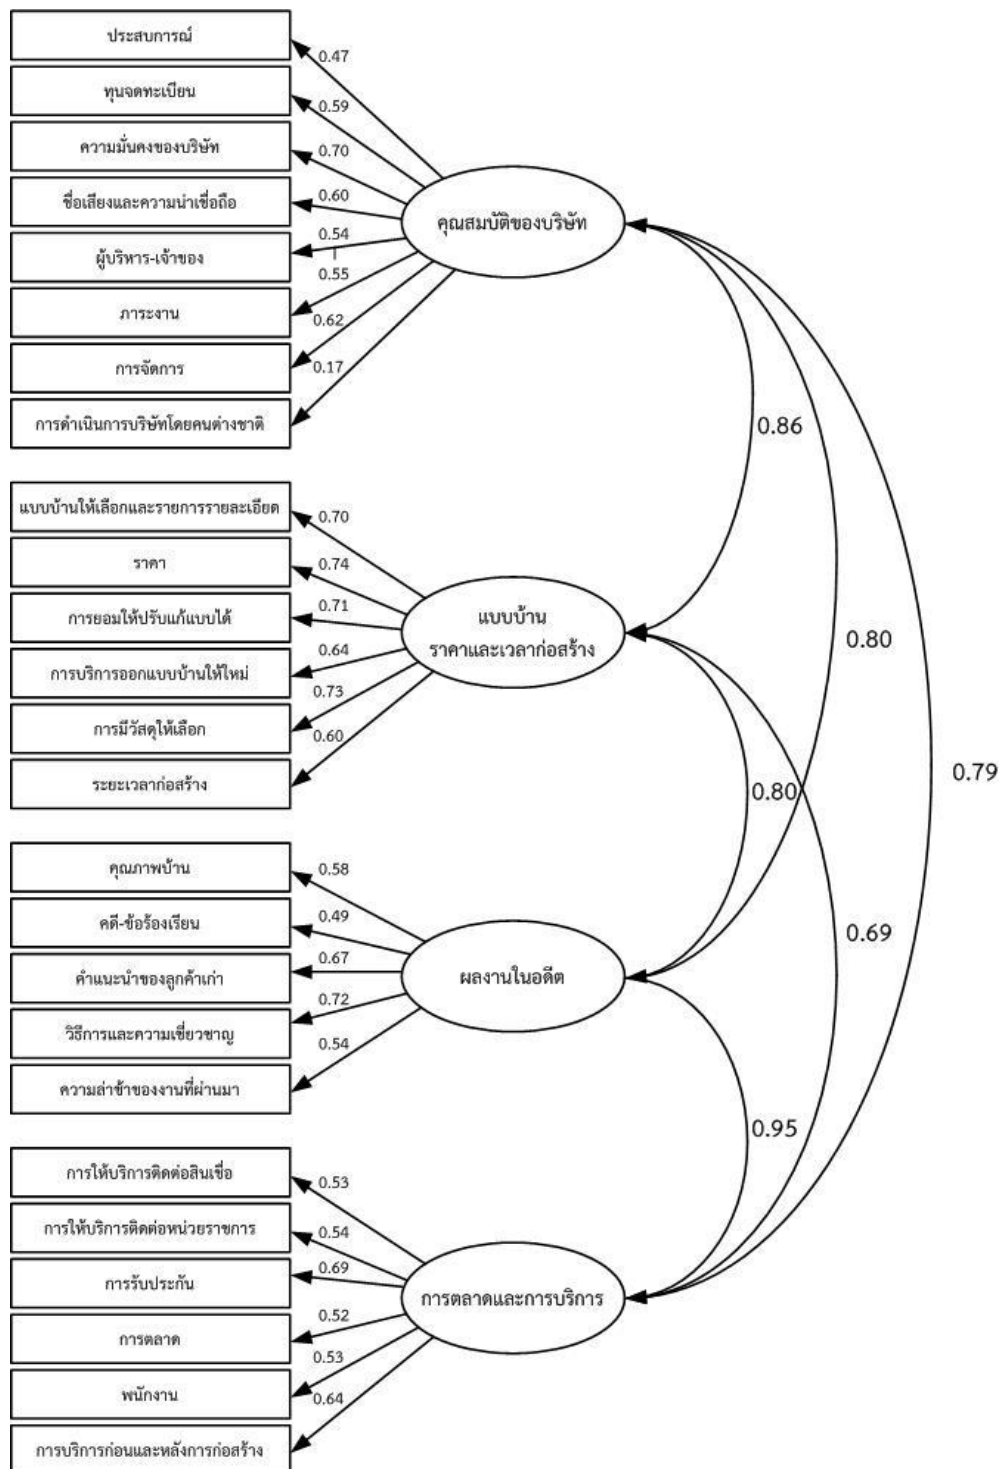 ประสบการณ์
0.47
ทุนจดทะเบียน
0.59
ความมั่นคงของบริษัท
0.70
ชื่อเสียงและความน่าเชื่อถือ
0.60
คุณสมบัติของบริษัท
ผู้บริหาร-เจ้าของ
0.54
0.55
ภาระงาน
0.62
การจัดการ
0.17
การดำเนินการบริษัทโดยคนต่างชาติ
0.86
แบบบ้านให้เลือกและรายการรายละเอียด
0.70
ราคา
0.74
การยอมให้ปรับแก้แบบได้
0.71
แบบบ้าน
ราคาและเวลาก่อสร้าง
0.80
การบริการออกแบบบ้านให้ใหม่
0.64
การมีวัสดุให้เลือก
0.73
0.60
ระยะเวลาก่อสร้าง
0.80
0.79
คุณภาพบ้าน
0.58
คดี-ข้อร้องเรียน
0.49
0.69
คำแนะนำของลูกค้าเก่า
0.67
ผลงานในอดีต
วิธีการและความเชี่ยวชาญ
0.72
ความล่าช้าของงานที่ผ่านมา
0.54
0.95
การให้บริการติดต่อสินเชื่อ
0.53
การให้บริการติดต่อหน่วยราชการ
0.54
การรับประกัน
0.69
การตลาดและการบริการ
การตลาด
0.52
พนักงาน
0.53
0.64
การบริการก่อนและหลังการก่อสร้าง